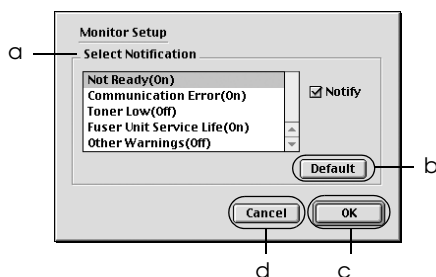 Monitor Setup
a
Select Notification
Not Ready(On)
Communication Error(On)
Notify
Toner Low(Off)
Fuser Unit Service Life(On)
Other Warnings(Off)
Default
b
Cancel
OK
d
c